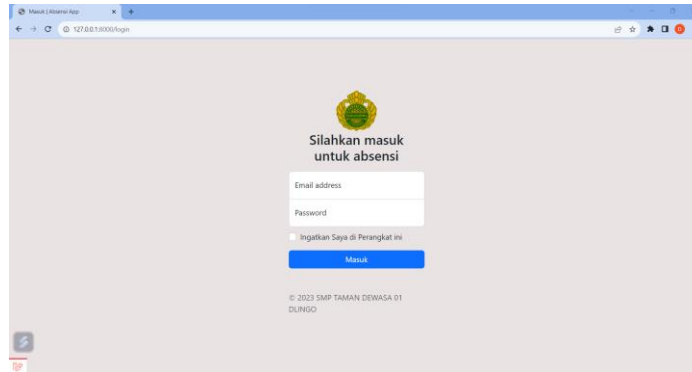 Masuk | Absensi App
127.0.0.1:8000/login
Silahkan masuk
untuk absensi
Email address
Password
Ingatkan Saya di Perangkat ini
Masuk
© 2023 SMP TAMAN DEWASA 01
DLINGO